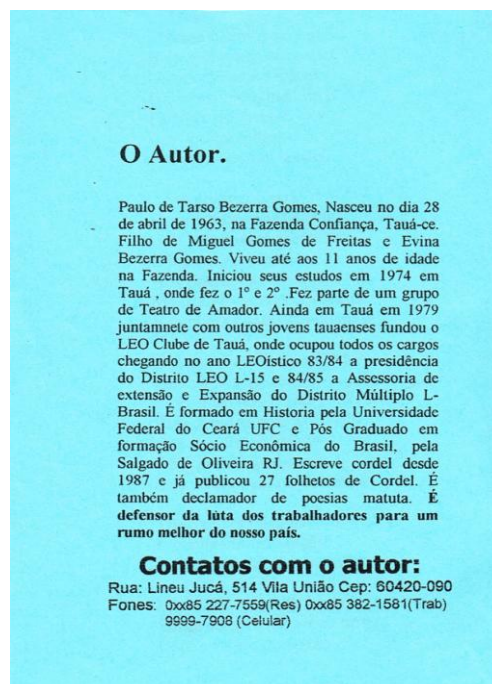 O Autor.
Paulo de Tarso Bezerra Gomes, Nasceu no dia 28
de abril de 1963, na Fazenda Confiança, Tauá-ce.
Filho de Miguel Gomes de Freitas e Evina
Bezerra Gomes. Viveu até aos 11 anos de idade
na Fazenda. Iniciou seus estudos em 1974 em
Tauá , onde fez o 1º e 2º .Fez parte de um grupo
de Teatro de Amador. Ainda em Tauá em 1979
juntamnete com outros jovens tauaenses fundou o
LEO Clube de Tauá, onde ocupou todos os cargos
chegando no ano LEOístico 83/84 a presidência
do Distrito LEO L-15 e 84/85 a Assessoria de
extensão e Expansão do Distrito Múltiplo L-
Brasil. É formado em Historia pela Universidade
Federal do Ceará UFC e Pós Graduado em
formação Sócio Econômica do Brasil, pela
Salgado de Oliveira RJ. Escreve cordel desde
1987 e já publicou 27 folhetos de Cordel. É
também declamador de poesias matuta. É
defensor da luta dos trabalhadores para um
rumo melhor do nosso país.
Contatos com o autor:
Rua: Lineu Jucá, 514 Vila União Cep: 60420-090
Fones: 0xx85 227-7559(Res) 0xx85 382-1581(Trab)
9999-7908 (Celular)